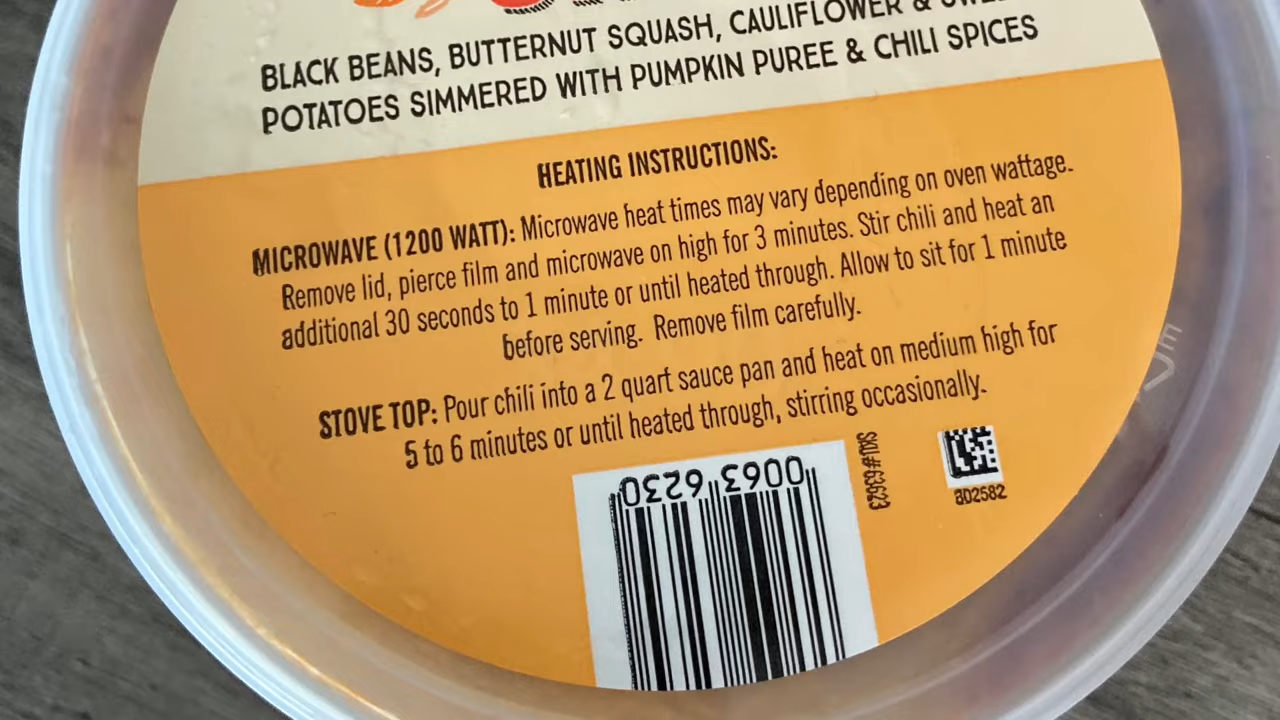 BLACK BEANS, BUTTERNUT SQUASH, CAULIFLOWER &
POTATOES SIMMERED WITH PUMPKIN PUREE & CHILI SPICES
HEATING INSTRUCTIONS:
MICROWAVE (1200 WATT): Microwave heat times may vary depending on oven wattage.
Remove lid, pierce film and microwave on high for 3 minutes. Stir chili and heat an
additional 30 seconds to 1 minute or until heated through. Allow to sit for 1 minute
before serving. Remove film carefully.
STOVE TOP: Pour chili into a 2 quart sauce pan and heat on medium high for
5 to 6 minutes or until heated through, stirring occasionally.
0063 6230
SKU#63623
BD2582